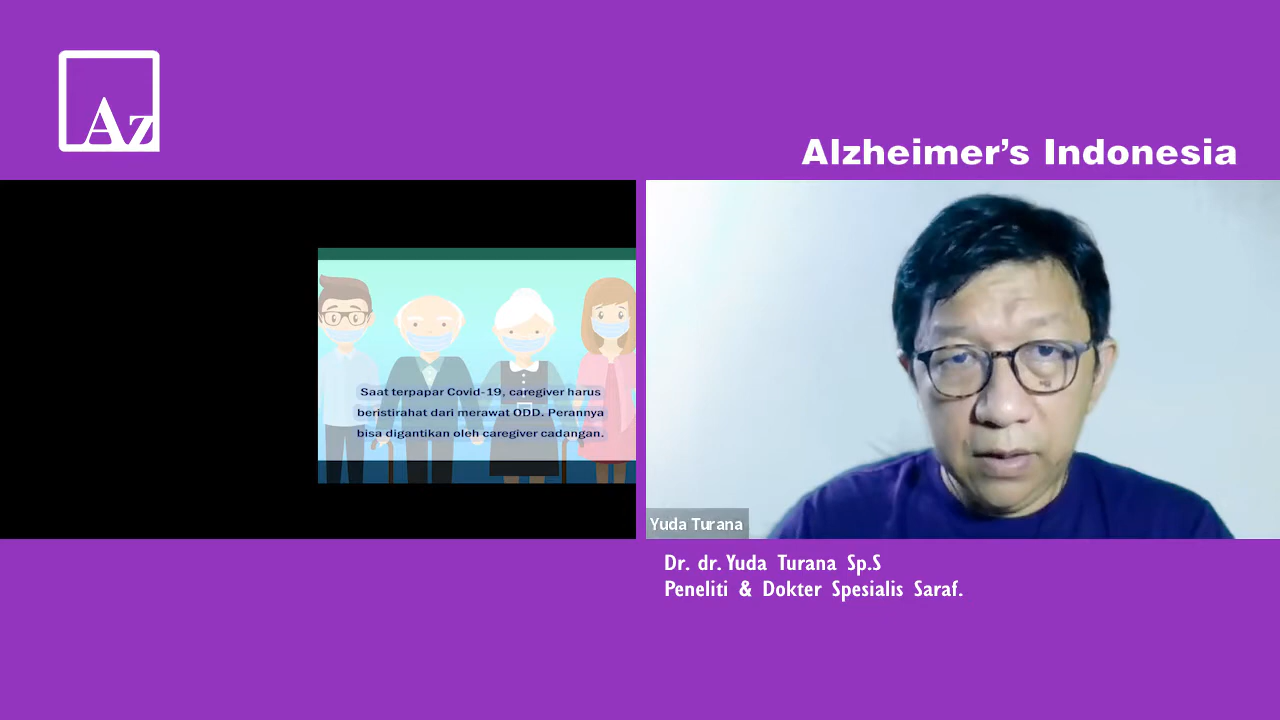 Az
Alzheimer’s Indonesia
Saat terpapar Covid-19, caregiver harus
beristirahat dari merawat ODD. Perannya
bisa digantikan oleh caregiver cadangan.
Yuda Turana
Dr. dr. Yuda Turana Sp.S
Peneliti & Dokter Spesialis Saraf.